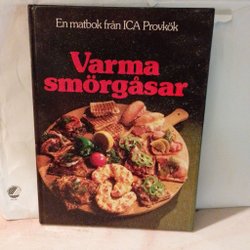 En matbok från ICA Provkök
Varma
smörgåsar